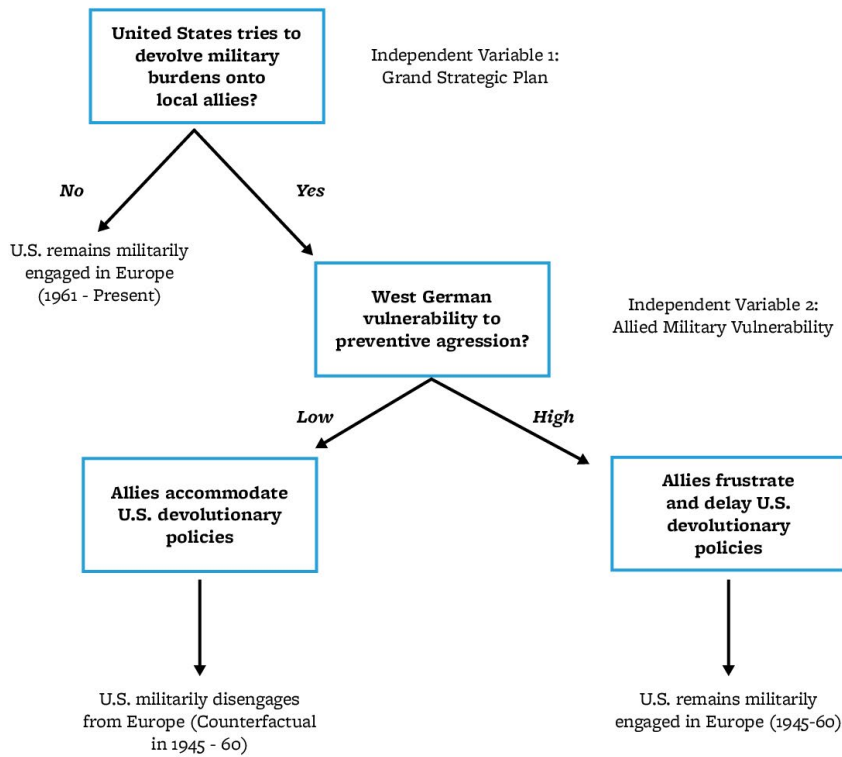 United States tries to
devolve military
burdens onto
local allies?
Independent Variable 1:
Grand Strategic Plan
No
Yes
U.S. remains militarily
engaged in Europe
(1961 - Present)
West German
vulnerability to
preventive agression?
Independent Variable 2:
Allied Military Vulnerability
Low
High
Allies accommodate
U.S. devolutionary
policies
Allies frustrate
and delay U.S.
devolutionary
policies
U.S. militarily disengages
from Europe (Counterfactual
in 1945 - 60)
U.S. remains militarily
engaged in Europe (1945-60)